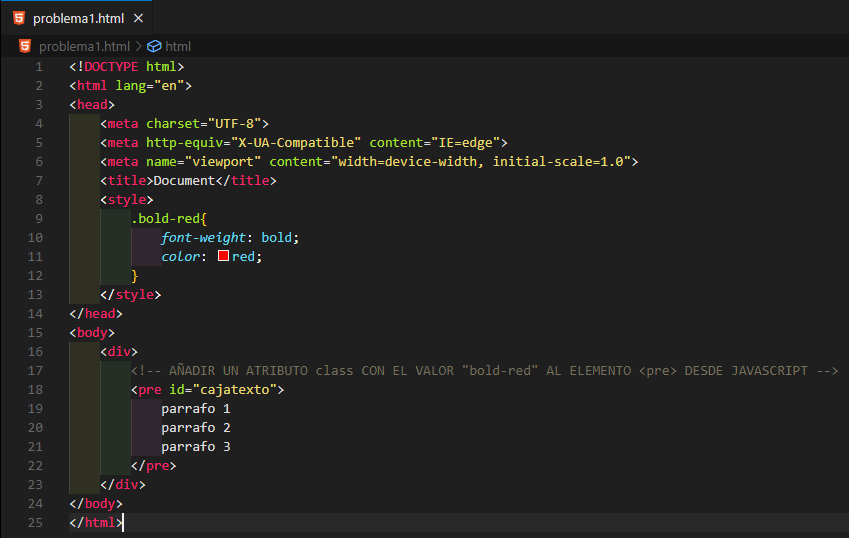 problema1.html ×
problema1.html > html
1 <!DOCTYPE html>
2 <html lang="en">
3 <head>
4 <meta charset="UTF-8">
5 <meta http-equiv="X-UA-Compatible" content="IE=edge">
6 <meta name="viewport" content="width=device-width, initial-scale=1.0">
7 <title>Document</title>
8 <style>
9 .bold-red{
10 font-weight: bold;
11 color: red;
12 }
13 </style>
14 </head>
15 <body>
16 <div>
17 <!-- AÑADIR UN ATRIBUTO class CON EL VALOR "bold-red" AL ELEMENTO <pre> DESDE JAVASCRIPT -->
18 <pre id="cajatexto">
19 parrafo 1
20 parrafo 2
21 parrafo 3
22 </pre>
23 </div>
24 </body>
25 </html>